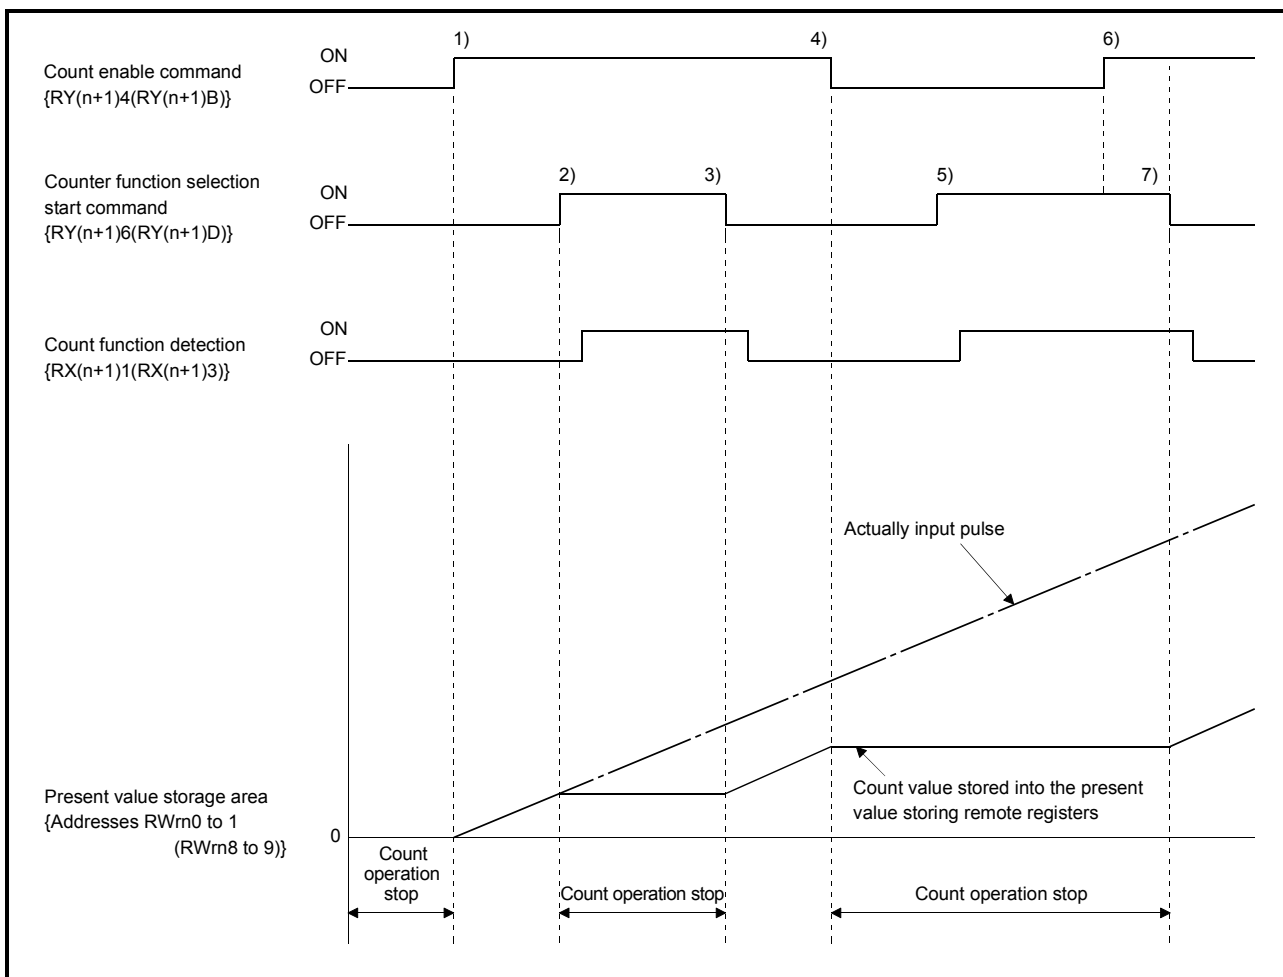 1)
4)
6)
ON
Count enable command
{RY(n+1)4(RY(n+1)B)}
OFF
2)
3)
5)
7)
Counter function selection
start command
{RY(n+1)6(RY(n+1)D)}
ON
OFF
Count function detection
{RX(n+1)1(RX(n+1)3)}
ON
OFF
Actually input pulse
Count value stored into the present
value storing remote registers
Present value storage area
{Addresses RWrn0 to 1
(RWrn8 to 9)}
0
Count
operation
stop
Count operation stop
Count operation stop